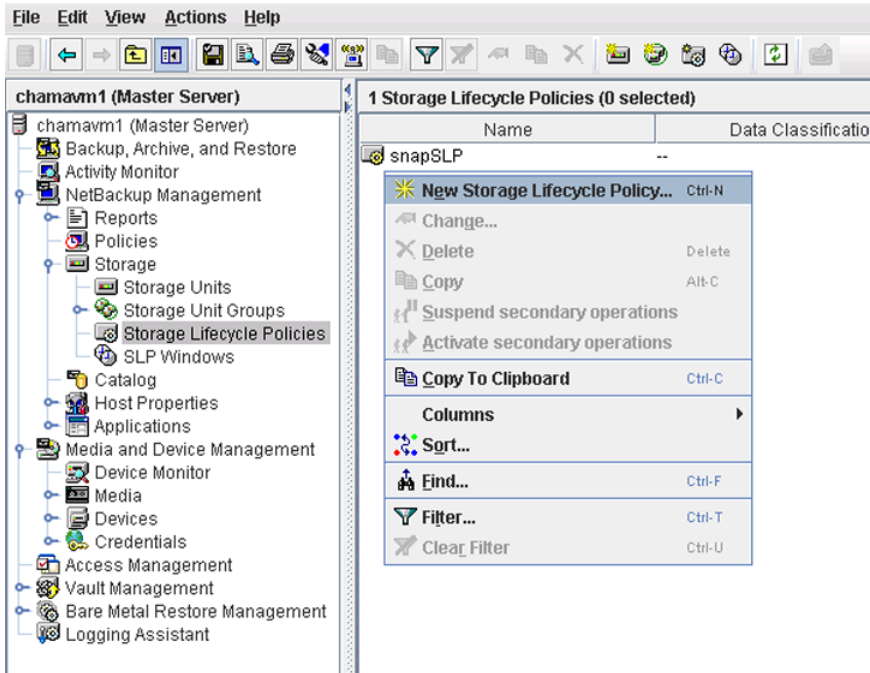 File Edit View Actions Help
chamavm1 (Master Server)
chamavm1 (Master Server)
Backup, Archive, and Restore
Activity Monitor
NetBackup Management
Reports
Policies
Storage
Storage Units
Storage Unit Groups
Storage Lifecycle Policies
SLP Windows
Catalog
Host Properties
Applications
Media and Device Management
Device Monitor
Media
Devices
Credentials
Access Management
Vault Management
Bare Metal Restore Management
Logging Assistant
1 Storage Lifecycle Policies (0 selected)
Name Data Classificatio
snapSLP --
New Storage Lifecycle Policy... Ctrl-N
Change...
Delete Delete
Copy Alt-C
Suspend secondary operations
Activate secondary operations
Copy To Clipboard Ctrl-C
Columns
Sort...
Find... Ctrl-F
Filter... Ctrl-T
Clear Filter Ctrl-U